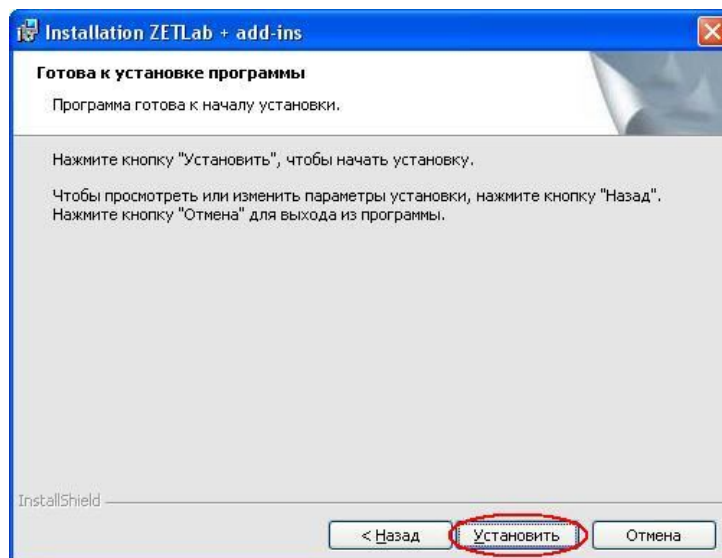 Installation ZETLab + add-ins
Готова к установке программы
Программа готова к началу установки.
Нажмите кнопку "Установить", чтобы начать установку.
Чтобы просмотреть или изменить параметры установки, нажмите кнопку "Назад".
Нажмите кнопку "Отмена" для выхода из программы.
InstallShield
< Назад Установить Отмена